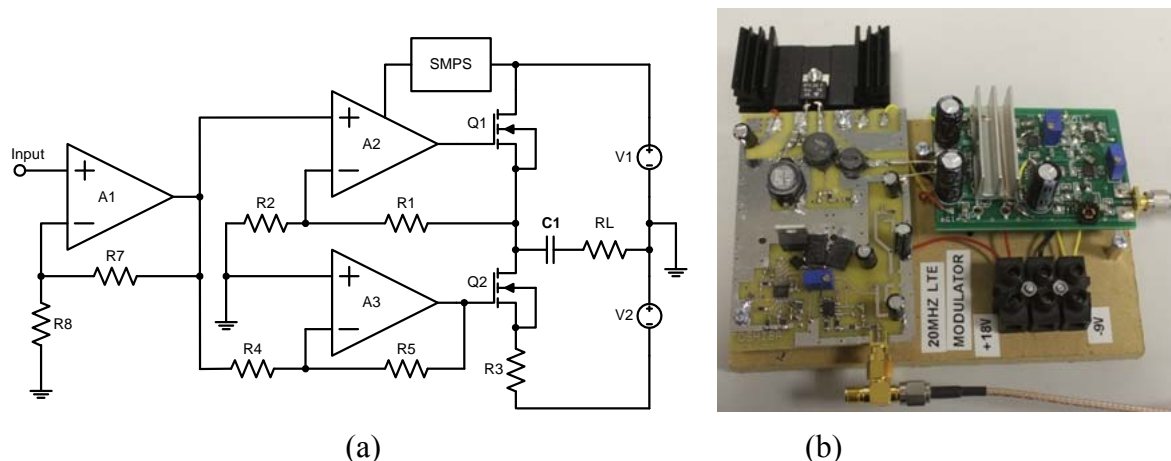 SMPS
Q1
A2
V1
Input
A1
R2
R1
C1
RL
R7
Q2
A3
V2
R8
R4
R5
R3
20MHZ LTE
MODULATOR
+18V
-9V
(a)
(b)